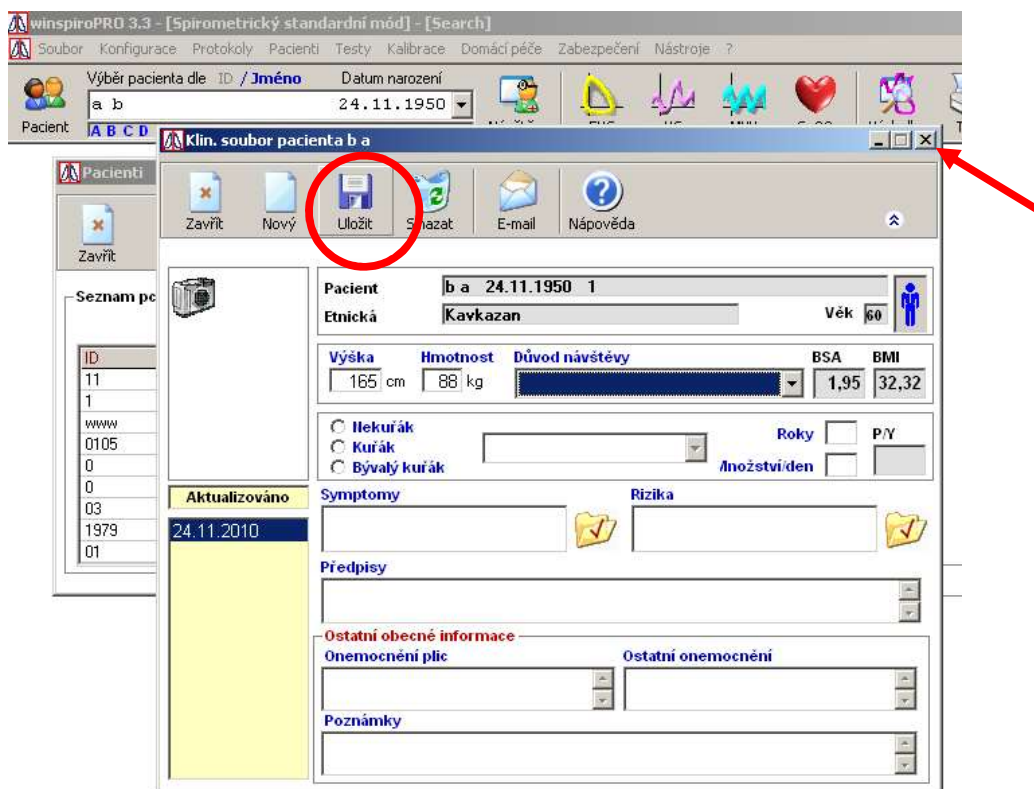 winspiroPRO 3.3 - [Spirometrický standardní mód] - [Search]
Soubor Konfigurace Protokoly Pacienti Testy Kalibrace Domácí péče Zabezpečení Nástroje ?
Výběr pacienta dle ID / Jméno Datum narození
a b 24.11.1950
Pacient
A B C D
Klin. soubor pacienta b a
Pacienti
Zavřít Nový Uložit Smazat E-mail Nápověda
Zavřít
Pacient b a 24.11.1950 1
Seznam pc
Etnická Kavkazan Věk 60
Výška Hmotnost Důvod návštěvy BSA BMI
165 cm 88 kg 1,95 32,32
ID
11
1
www
0105
0
0
03
1979
01
Nekuřák
Kuřák
Bývalý kuřák
Roky P/Y
/Inožství/den
Aktualizováno
24.11.2010
Symptomy Rizika
Předpisy
Ostatní obecné informace
Onemocnění plic Ostatní onemocnění
Poznámky